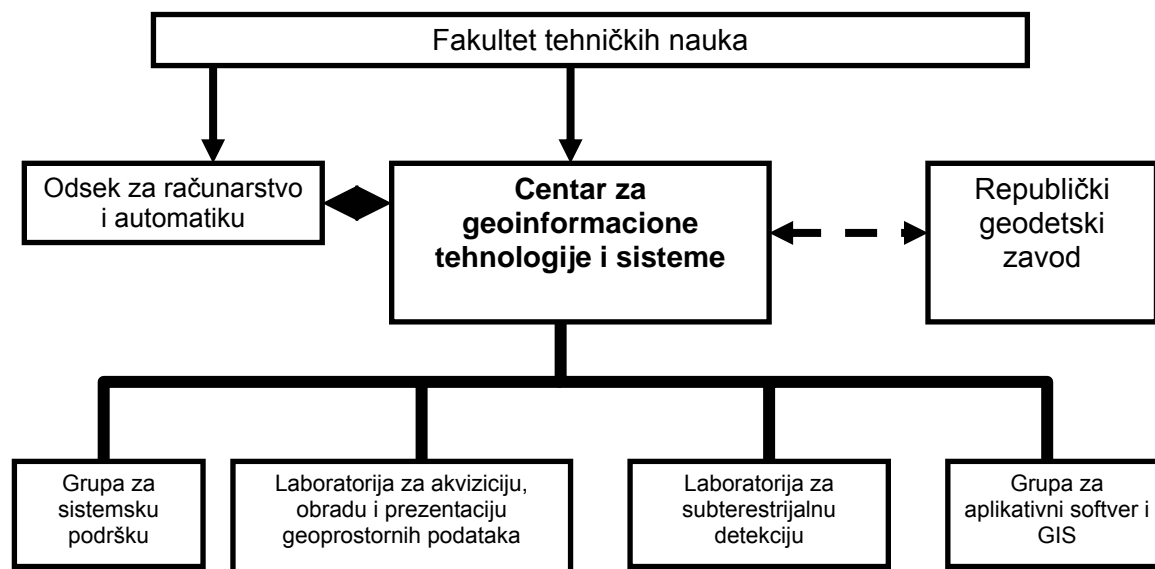 Fakultet tehničkih nauka
Odsek za računarstvo
i automatiku
Centar za
geoinformacione
tehnologije i sisteme
Republički
geodetski
zavod
Grupa za
sistemsku
podršku
Laboratorija za akviziciju,
obradu i prezentaciju
geoprostornih podataka
Laboratorija za
subterestrijalnu
detekciju
Grupa za
aplikativni softver i
GIS